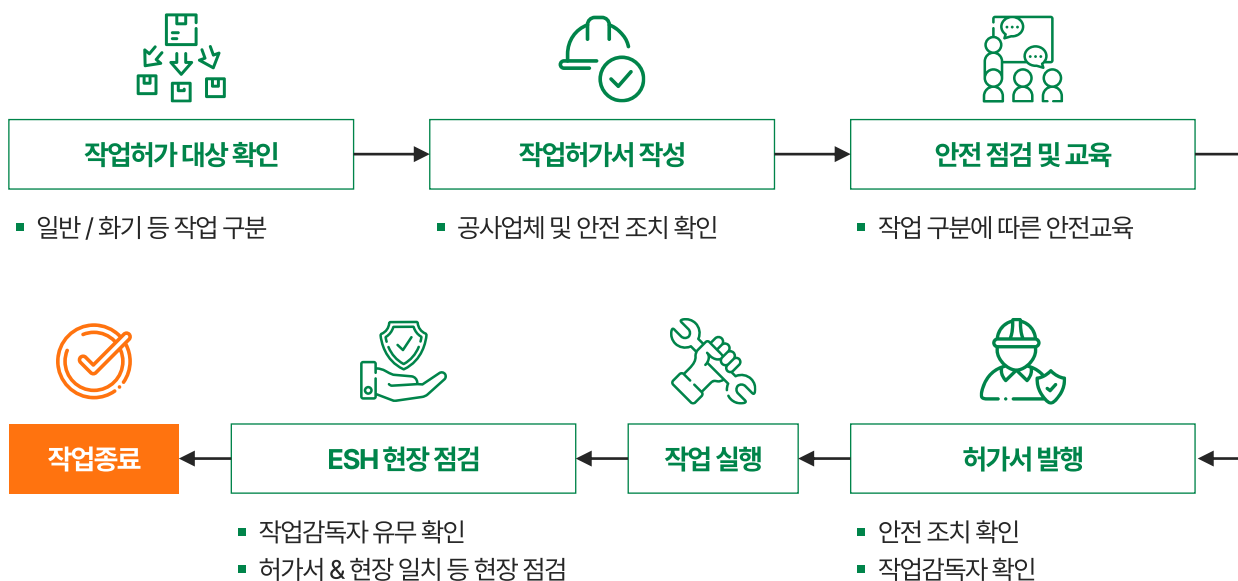 작업허가 대상 확인
일반 / 화기 등 작업 구분
작업허가서 작성
공사업체 및 안전 조치 확인
안전 점검 및 교육
작업 구분에 따른 안전교육
허가서 발행
안전 조치 확인
작업감독자 확인
작업 실행
ESH 현장 점검
작업감독자 유무 확인
허가서 & 현장 일치 등 현장 점검
작업종료